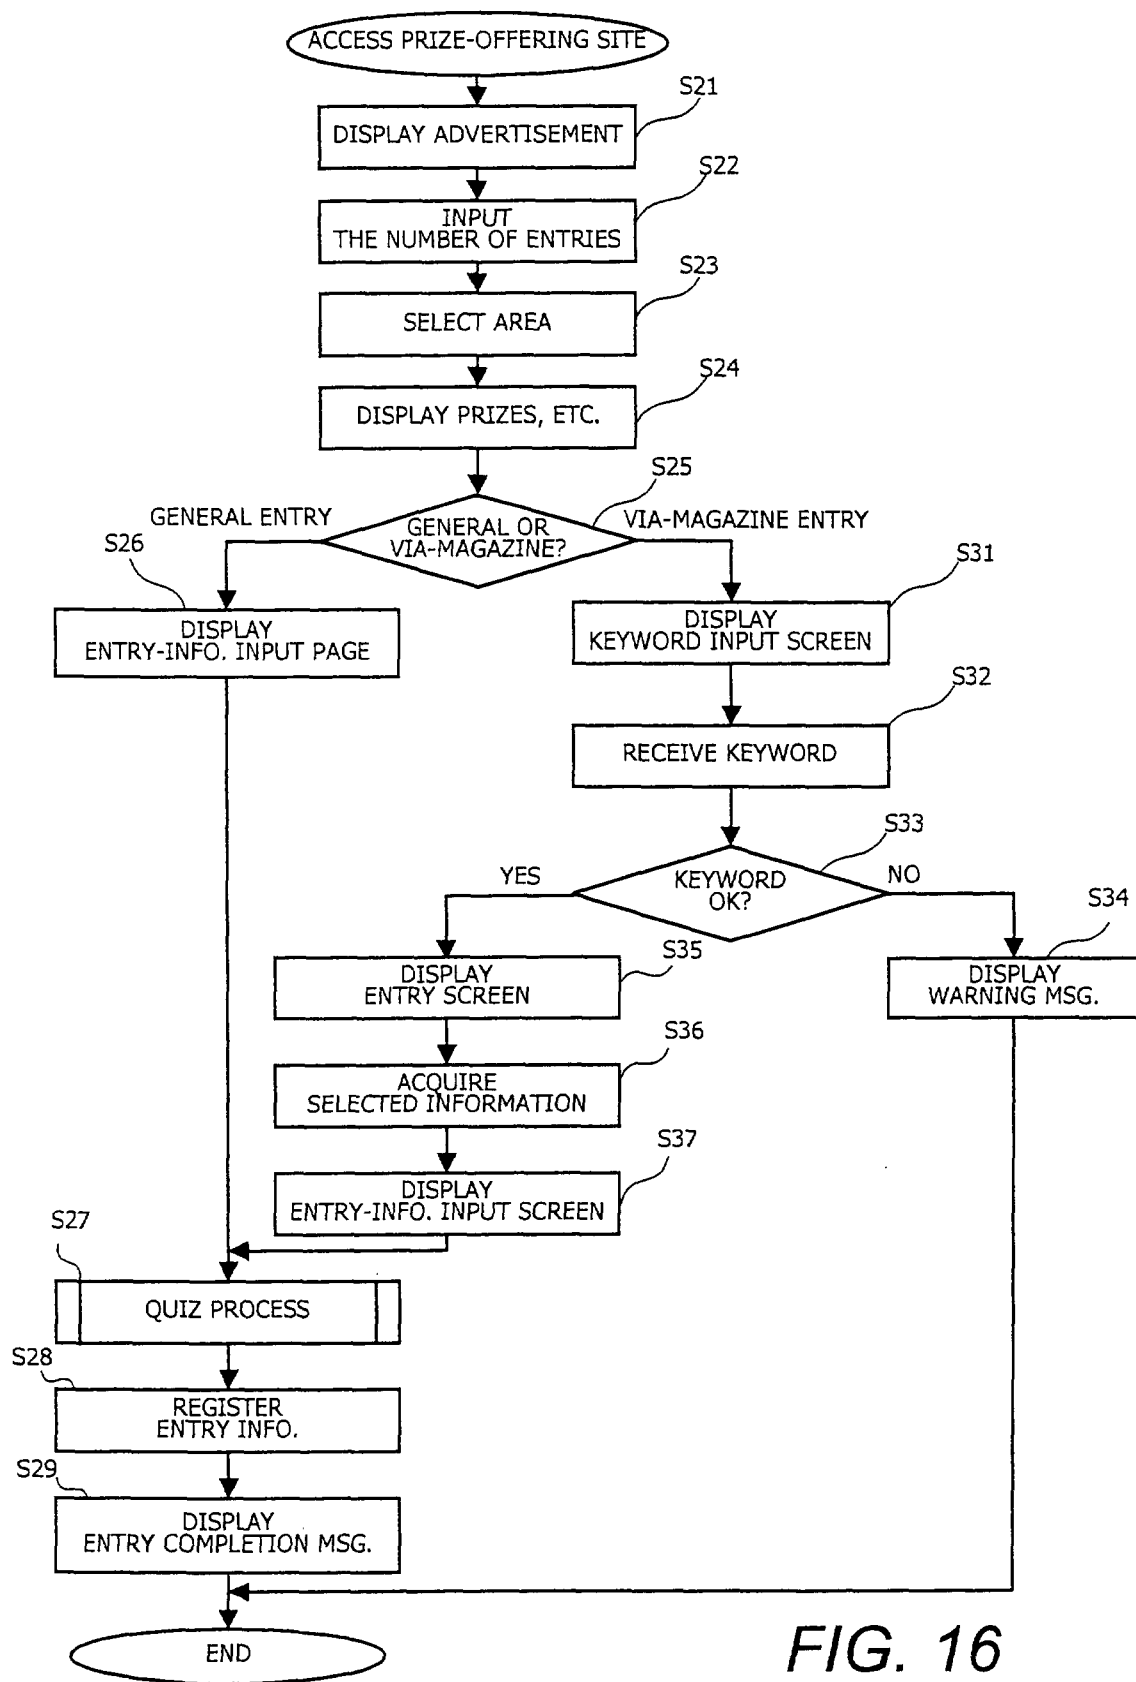 ACCESS PRIZE-OFFERING SITE
S21
DISPLAY ADVERTISEMENT
S22
INPUT
THE NUMBER OF ENTRIES
S23
SELECT AREA
S24
DISPLAY PRIZES, ETC.
S25
GENERAL ENTRY
GENERAL OR
VIA-MAGAZINE?
VIA-MAGAZINE ENTRY
S26
DISPLAY
ENTRY-INFO. INPUT PAGE
S31
DISPLAY
KEYWORD INPUT SCREEN
S32
RECEIVE KEYWORD
S33
YES
KEYWORD
OK?
NO
S34
DISPLAY
WARNING MSG.
S35
DISPLAY
ENTRY SCREEN
S36
ACQUIRE
SELECTED INFORMATION
S37
DISPLAY
ENTRY-INFO. INPUT SCREEN
S27
QUIZ PROCESS
S28
REGISTER
ENTRY INFO.
S29
DISPLAY
ENTRY COMPLETION MSG.
END
FIG. 16